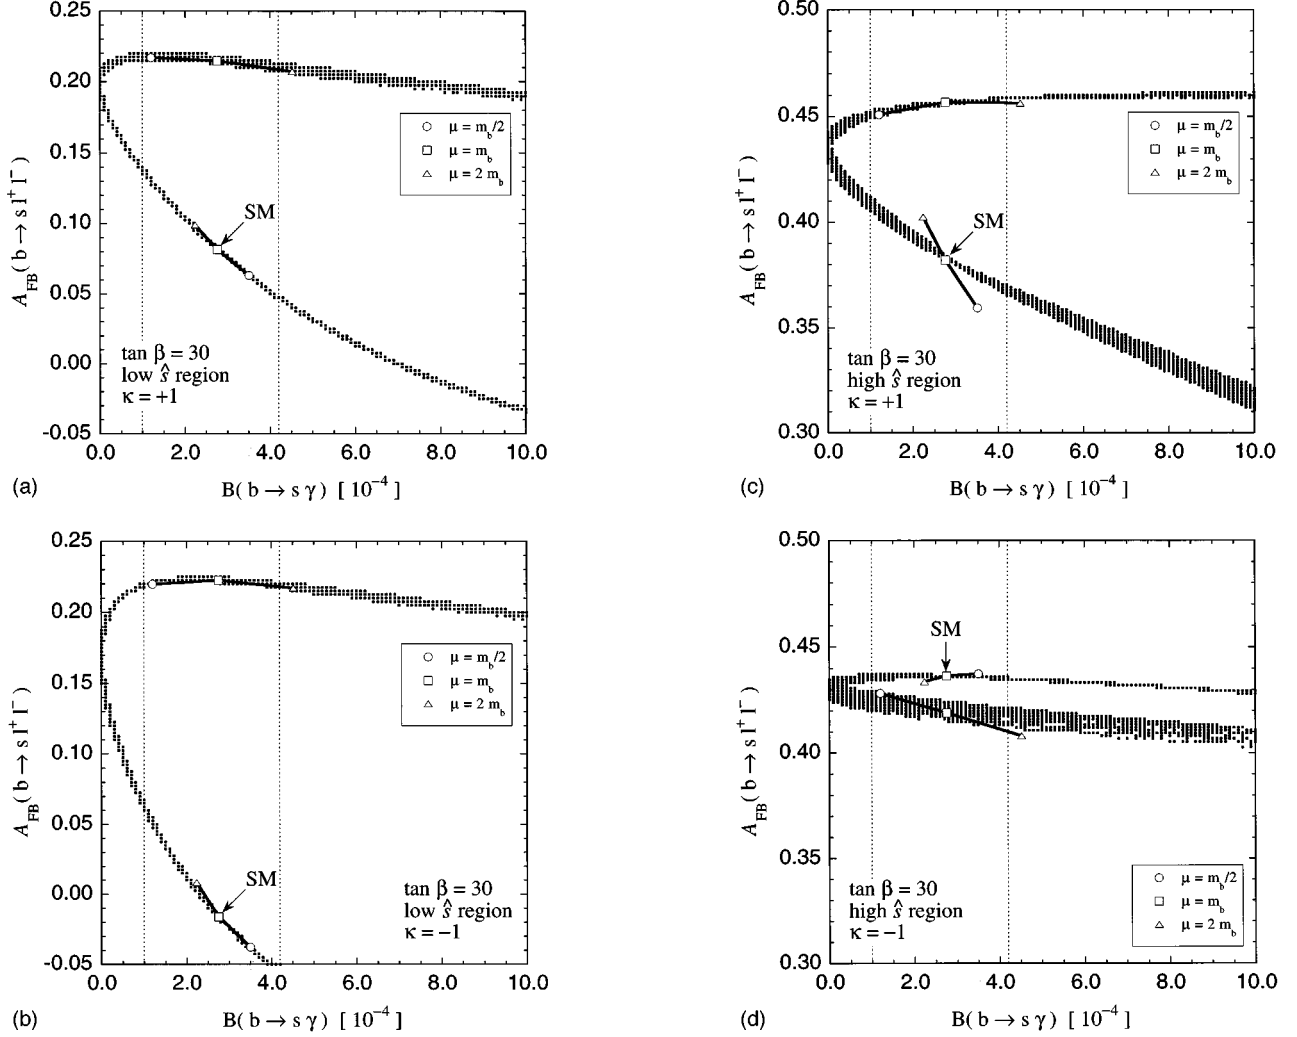 0.25
0.20
0.15
0.10
0.05
0.00
-0.05
A_FB( b → s l⁺ l⁻ )
○ μ = m_b/2
□ μ = m_b
△ μ = 2 m_b
SM
tan β = 30
low ŝ region
κ = +1
0.0 2.0 4.0 6.0 8.0 10.0
(a) B( b → s γ ) [ 10⁻⁴ ]
0.50
0.45
0.40
0.35
0.30
A_FB( b → s l⁺ l⁻ )
○ μ = m_b/2
□ μ = m_b
△ μ = 2 m_b
SM
tan β = 30
high ŝ region
κ = +1
0.0 2.0 4.0 6.0 8.0 10.0
(c) B( b → s γ ) [ 10⁻⁴ ]
0.25
0.20
0.15
0.10
0.05
0.00
-0.05
A_FB( b → s l⁺ l⁻ )
○ μ = m_b/2
□ μ = m_b
△ μ = 2 m_b
SM
tan β = 30
low ŝ region
κ = −1
0.0 2.0 4.0 6.0 8.0 10.0
(b) B( b → s γ ) [ 10⁻⁴ ]
0.50
0.45
0.40
0.35
0.30
A_FB( b → s l⁺ l⁻ )
SM
○ μ = m_b/2
□ μ = m_b
△ μ = 2 m_b
tan β = 30
high ŝ region
κ = −1
0.0 2.0 4.0 6.0 8.0 10.0
(d) B( b → s γ ) [ 10⁻⁴ ]